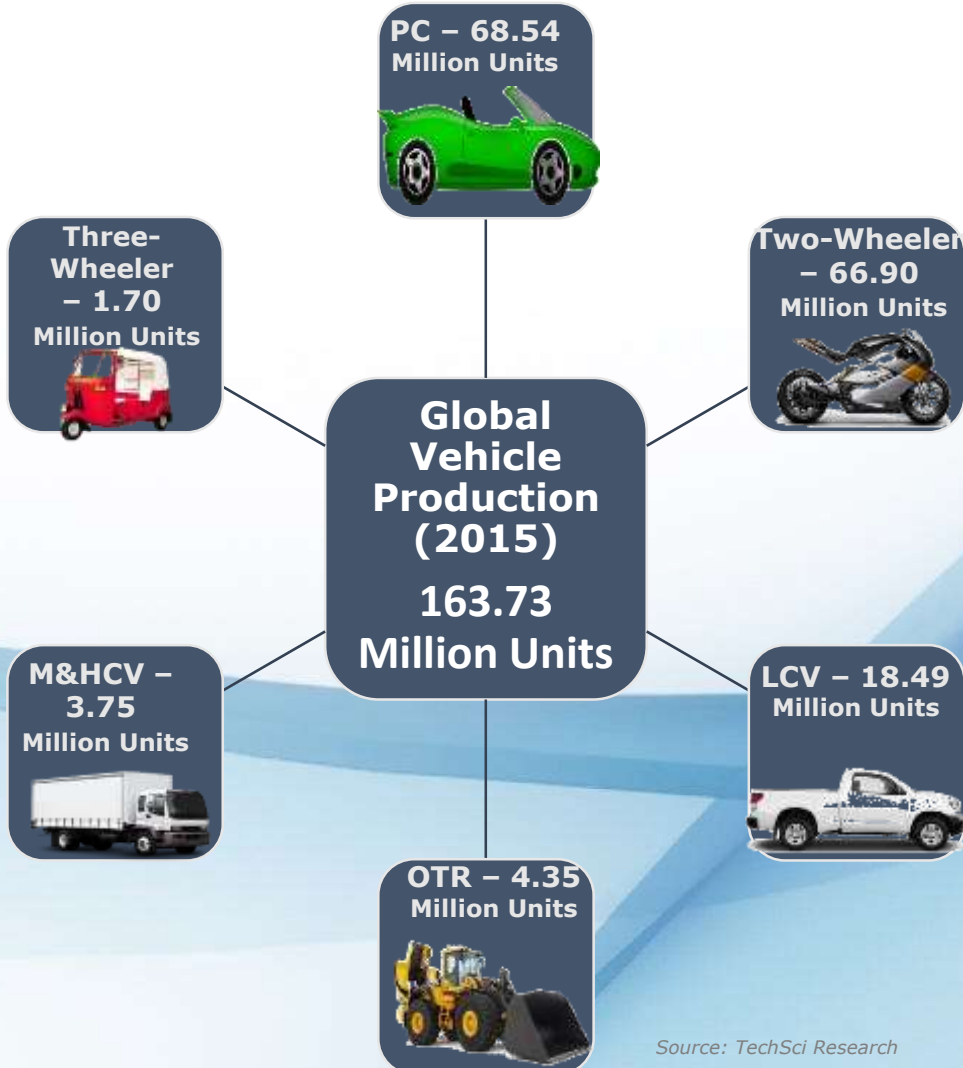 PC – 68.54
Million Units
Three-
Wheeler
– 1.70
Million Units
Two-Wheeler
– 66.90
Million Units
Global
Vehicle
Production
(2015)
163.73
Million Units
M&HCV –
3.75
Million Units
LCV – 18.49
Million Units
OTR – 4.35
Million Units
Source: TechSci Research